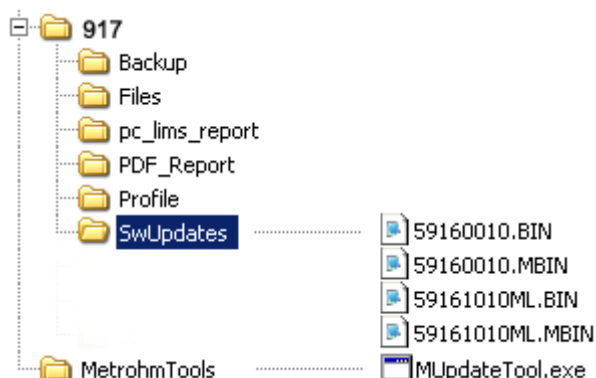 917
Backup
Files
pc_lims_report
PDF_Report
Profile
SwUpdates 59160010.BIN
59160010.MBIN
59161010ML.BIN
59161010ML.MBIN
MetrohmTools MUpdateTool.exe